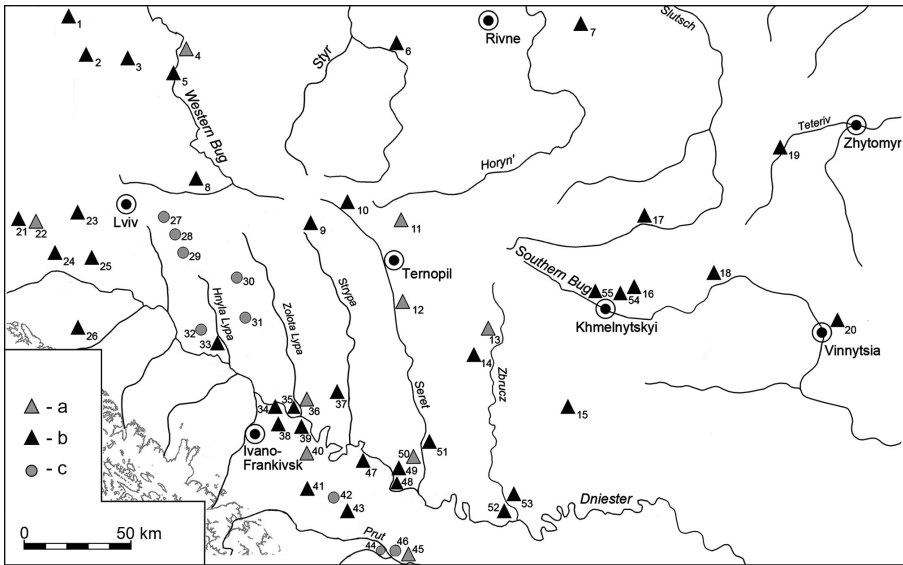 1
2
3
4
5
Western Bug
Styr
6
Rivne
7
Slutsch
Teteriv
Zhytomyr
19
Horyn'
8
Lviv
21
22
23
24
25
26
27
28
29
30
31
32
33
Hnyla Lypa
Zolota Lypa
Strypa
9
10
11
Ternopil
12
Seret
13
14
Zbrucz
15
17
Southern Bug
55
54
16
18
Khmelnytskyi
20
Vinnytsia
34
35
36
37
38
39
Ivano-
Frankivsk
40
41
42
43
44
46
45
Prut
47
50
49
48
51
52
53
Dniester
- a
- b
- c
0
50 km